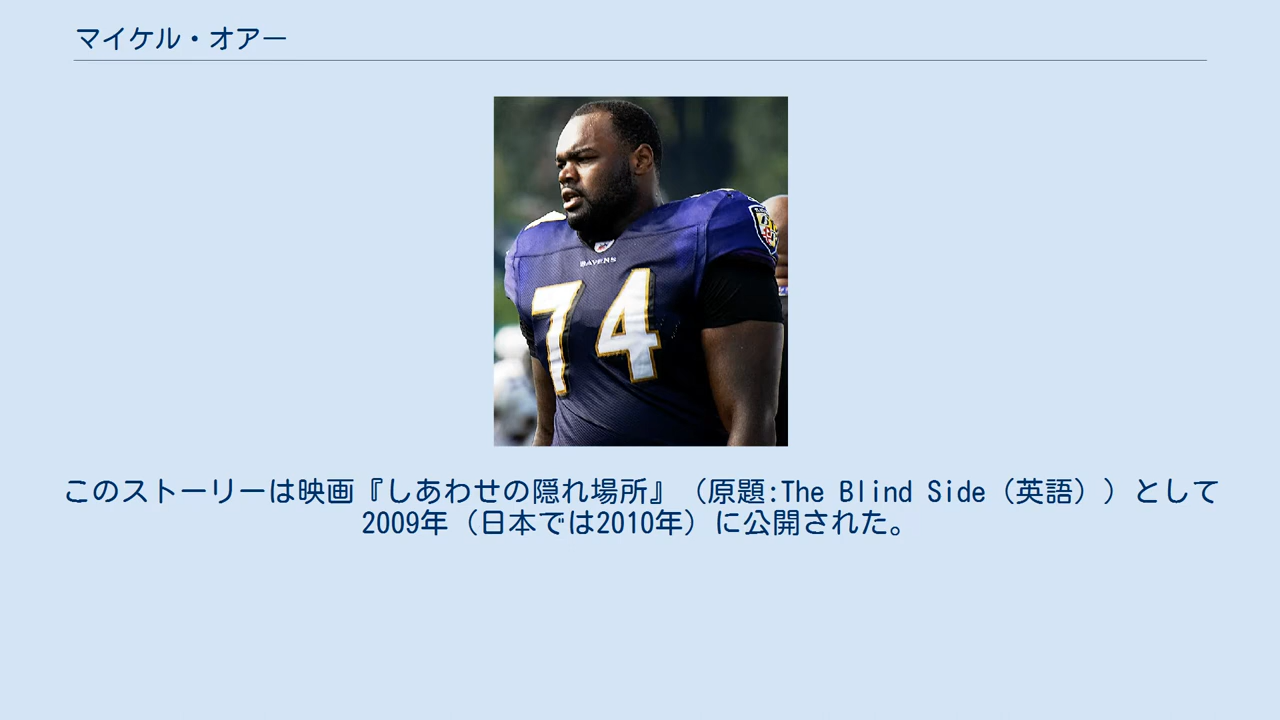 マイケル・オアー
RAVENS
74
このストーリーは映画『しあわせの隠れ場所』（原題:The Blind Side（英語））として
2009年（日本では2010年）に公開された。